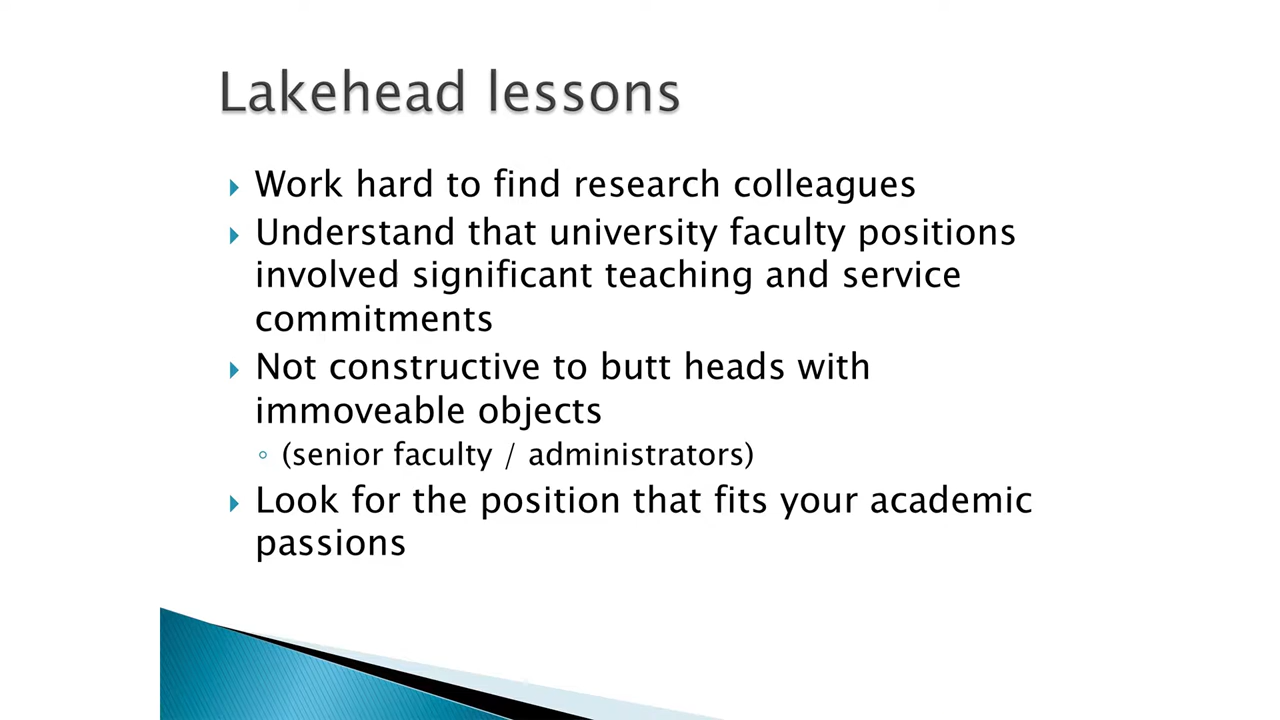 Lakehead lessons
Work hard to find research colleagues
Understand that university faculty positions
involved significant teaching and service
commitments
Not constructive to butt heads with
immoveable objects
(senior faculty / administrators)
Look for the position that fits your academic
passions